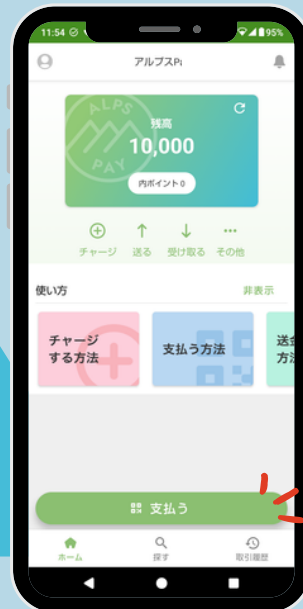 11:54
95%
アルプスPa
ALPS
PAY
残高
10,000
内ポイント0
チャージ
送る
受け取る
その他
使い方
非表示
チャージ
する方法
支払う方法
送金
方法
支払う
ホーム
探す
取引履歴